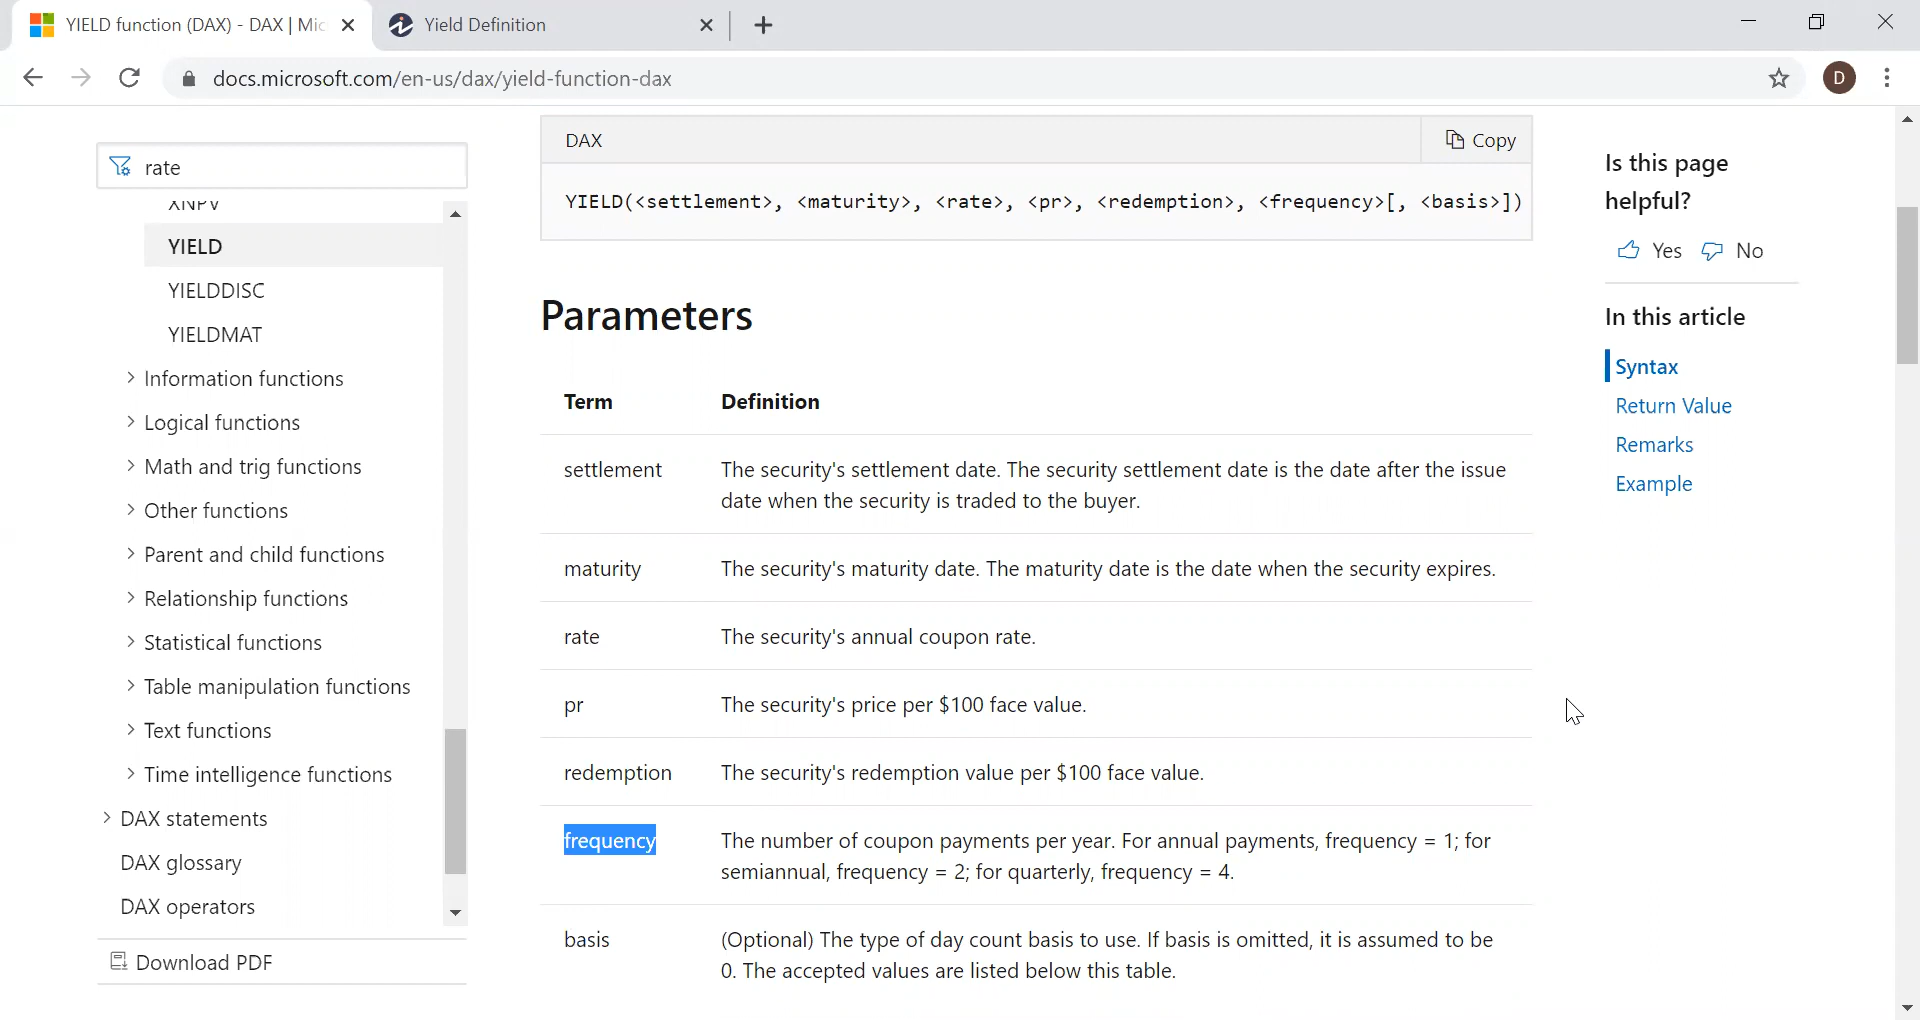 YIELD function (DAX) - DAX | Mic
Yield Definition
docs.microsoft.com/en-us/dax/yield-function-dax
D
rate
XNPV
YIELD
YIELDDISC
YIELDMAT
Information functions
Logical functions
Math and trig functions
Other functions
Parent and child functions
Relationship functions
Statistical functions
Table manipulation functions
Text functions
Time intelligence functions
DAX statements
DAX glossary
DAX operators
Download PDF
DAX
Copy
YIELD(<settlement>, <maturity>, <rate>, <pr>, <redemption>, <frequency>[, <basis>])
Parameters
Term Definition
settlement The security's settlement date. The security settlement date is the date after the issue
date when the security is traded to the buyer.
maturity The security's maturity date. The maturity date is the date when the security expires.
rate The security's annual coupon rate.
pr The security's price per $100 face value.
redemption The security's redemption value per $100 face value.
frequency The number of coupon payments per year. For annual payments, frequency = 1; for
semiannual, frequency = 2; for quarterly, frequency = 4.
basis (Optional) The type of day count basis to use. If basis is omitted, it is assumed to be
0. The accepted values are listed below this table.
Is this page
helpful?
Yes No
In this article
Syntax
Return Value
Remarks
Example